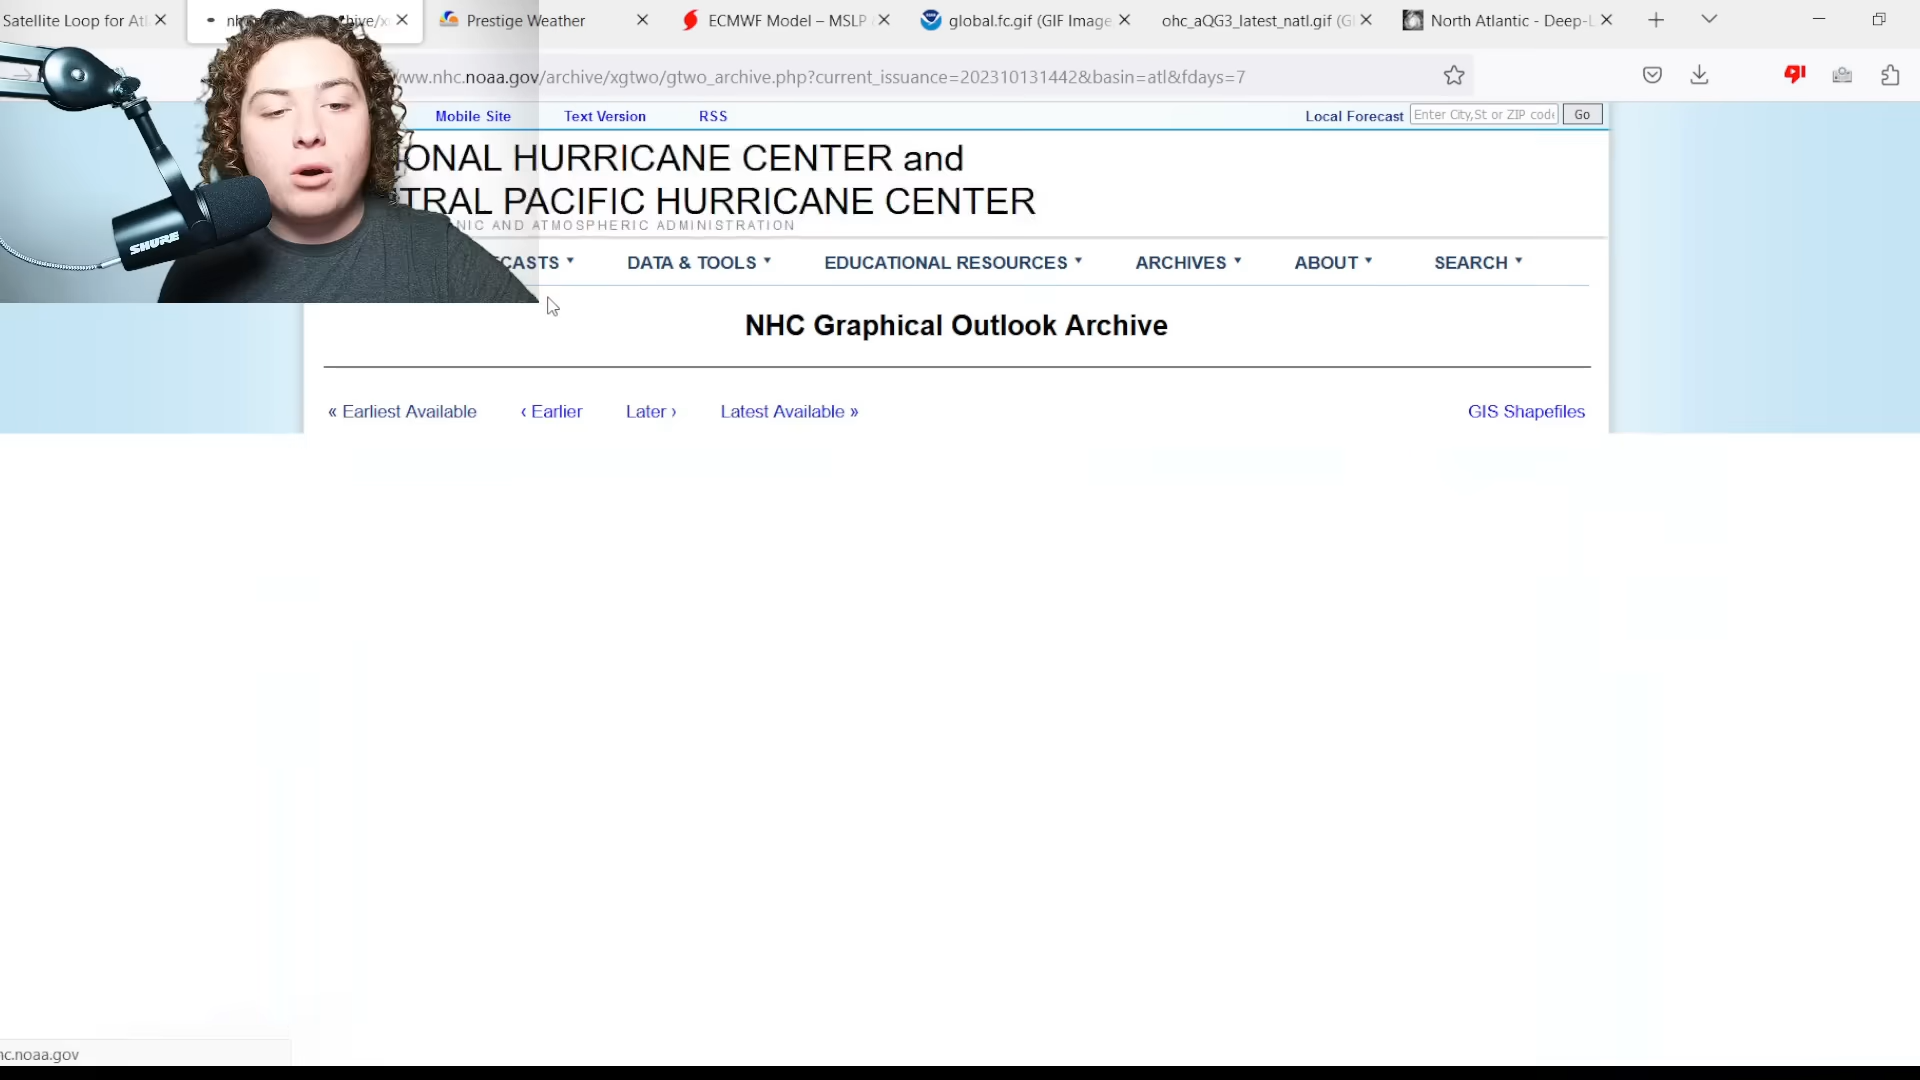 Satellite Loop for Atl
Prestige Weather
ECMWF Model – MSLP
global.fc.gif (GIF Image
ohc_aQG3_latest_natl.gif (GI
North Atlantic - Deep-L
www.nhc.noaa.gov/archive/xgtwo/gtwo_archive.php?current_issuance=202310131442&basin=atl&fdays=7
Mobile Site Text Version RSS Local Forecast Enter City,St or ZIP code Go
ONAL HURRICANE CENTER and
TRAL PACIFIC HURRICANE CENTER
NIC AND ATMOSPHERIC ADMINISTRATION
SHURE
CASTS DATA & TOOLS EDUCATIONAL RESOURCES ARCHIVES ABOUT SEARCH
NHC Graphical Outlook Archive
« Earliest Available ‹ Earlier Later › Latest Available » GIS Shapefiles
hc.noaa.gov